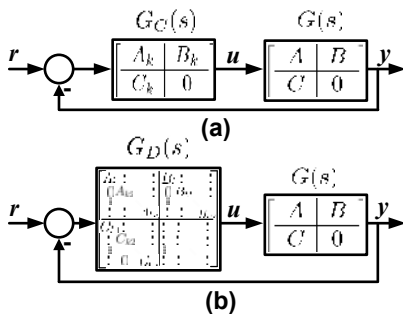 G_C(s) G(s)
r A_k B_k u A B y
C_k 0 C 0
-
(a)
G_D(s) G(s)
r u A B y
C 0
-
(b)